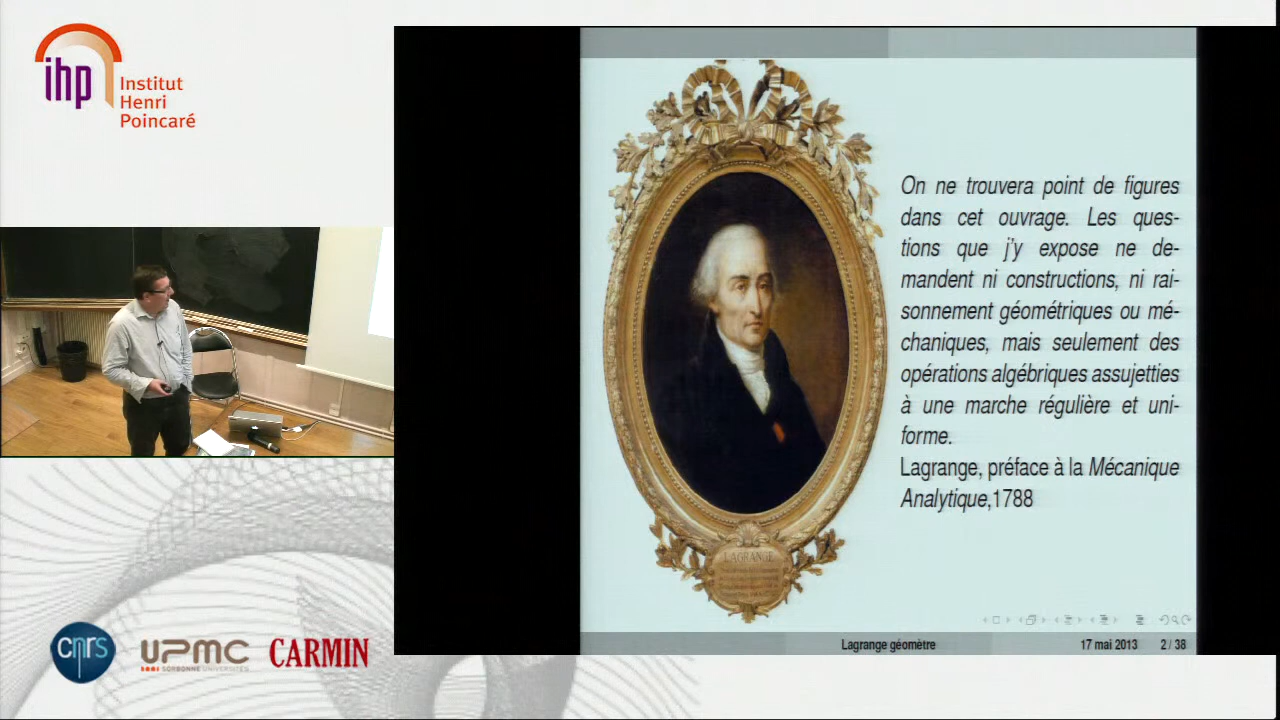 ihp
Institut
Henri
Poincaré
On ne trouvera point de figures
dans cet ouvrage. Les ques-
tions que j'y expose ne de-
mandent ni constructions, ni rai-
sonnement géométriques ou mé-
chaniques, mais seulement des
opérations algébriques assujetties
à une marche régulière et uni-
forme.
Lagrange, préface à la Mécanique
Analytique,1788
LAGRANGE
Lagrange géomètre
17 mai 2013
2 / 38
cnrs
UPMC
SORBONNE UNIVERSITÉS
CARMIN